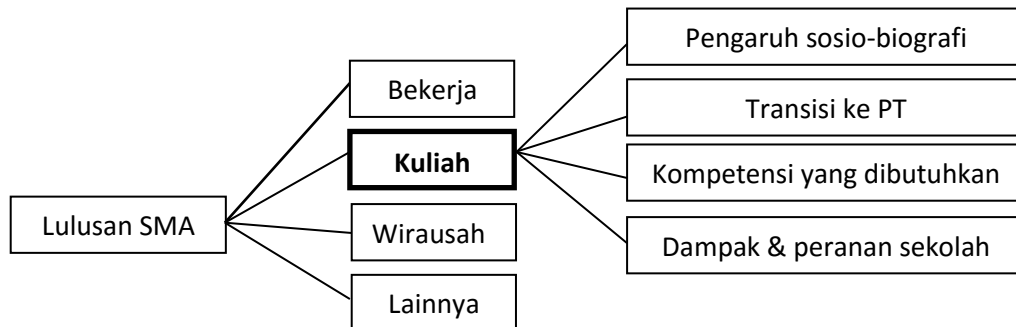 Lulusan SMA
Bekerja
Kuliah
Wirausah
Lainnya
Pengaruh sosio-biografi
Transisi ke PT
Kompetensi yang dibutuhkan
Dampak & peranan sekolah